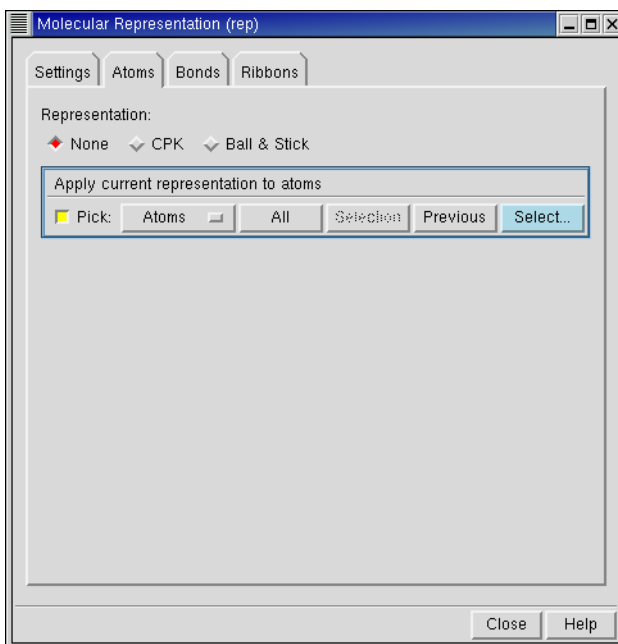 Molecular Representation (rep)
Settings Atoms Bonds Ribbons
Representation:
None CPK Ball & Stick
Apply current representation to atoms
Pick: Atoms All Selection Previous Select...
Close Help